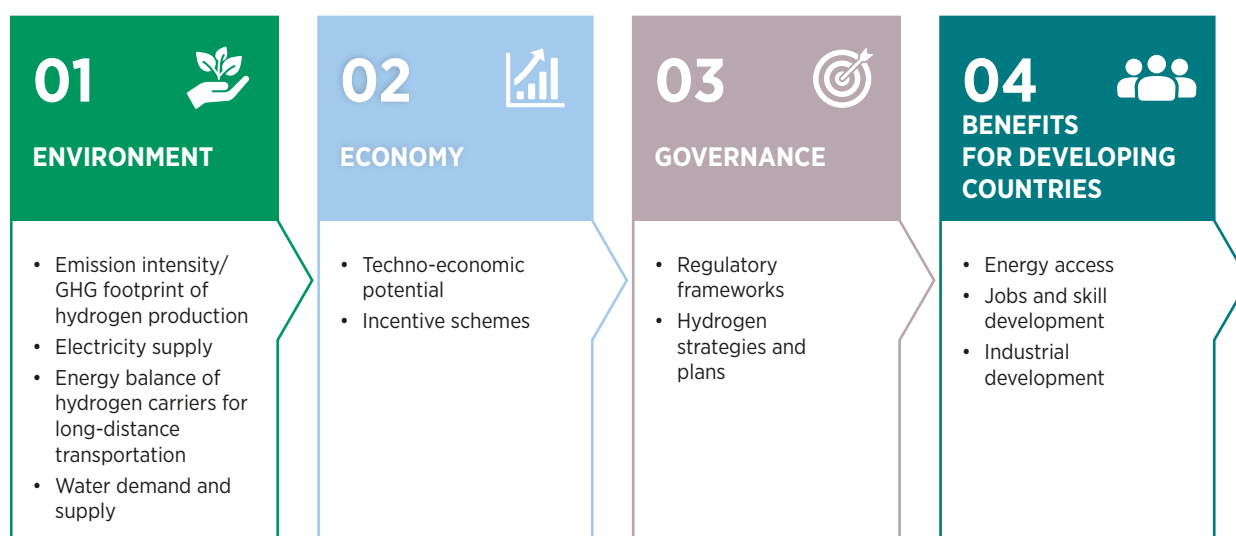 01
ENVIRONMENT
• Emission intensity/
GHG footprint of
hydrogen production
• Electricity supply
• Energy balance of
hydrogen carriers for
long-distance
transportation
• Water demand and
supply
02
ECONOMY
• Techno-economic
potential
• Incentive schemes
03
GOVERNANCE
• Regulatory
frameworks
• Hydrogen
strategies and
plans
04
BENEFITS
FOR DEVELOPING
COUNTRIES
• Energy access
• Jobs and skill
development
• Industrial
development